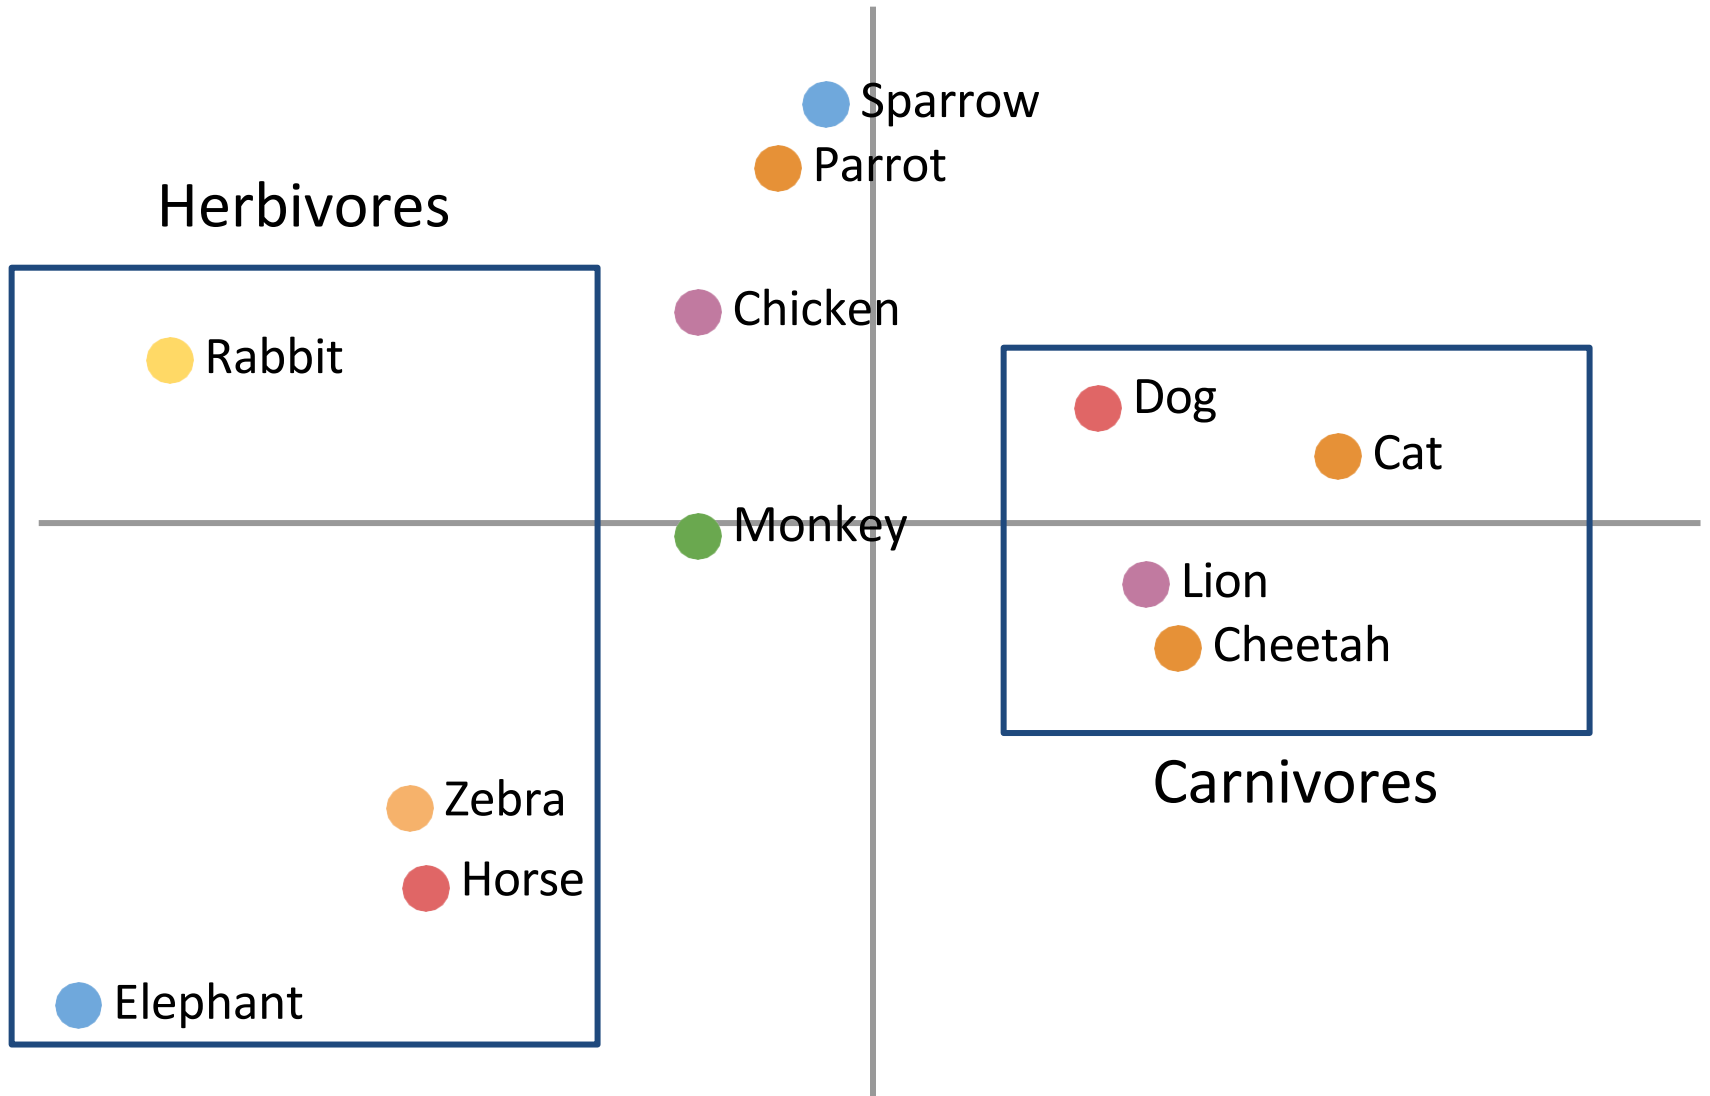 Sparrow
Parrot
Herbivores
Chicken
Rabbit
Dog
Cat
Monkey
Lion
Cheetah
Carnivores
Zebra
Horse
Elephant